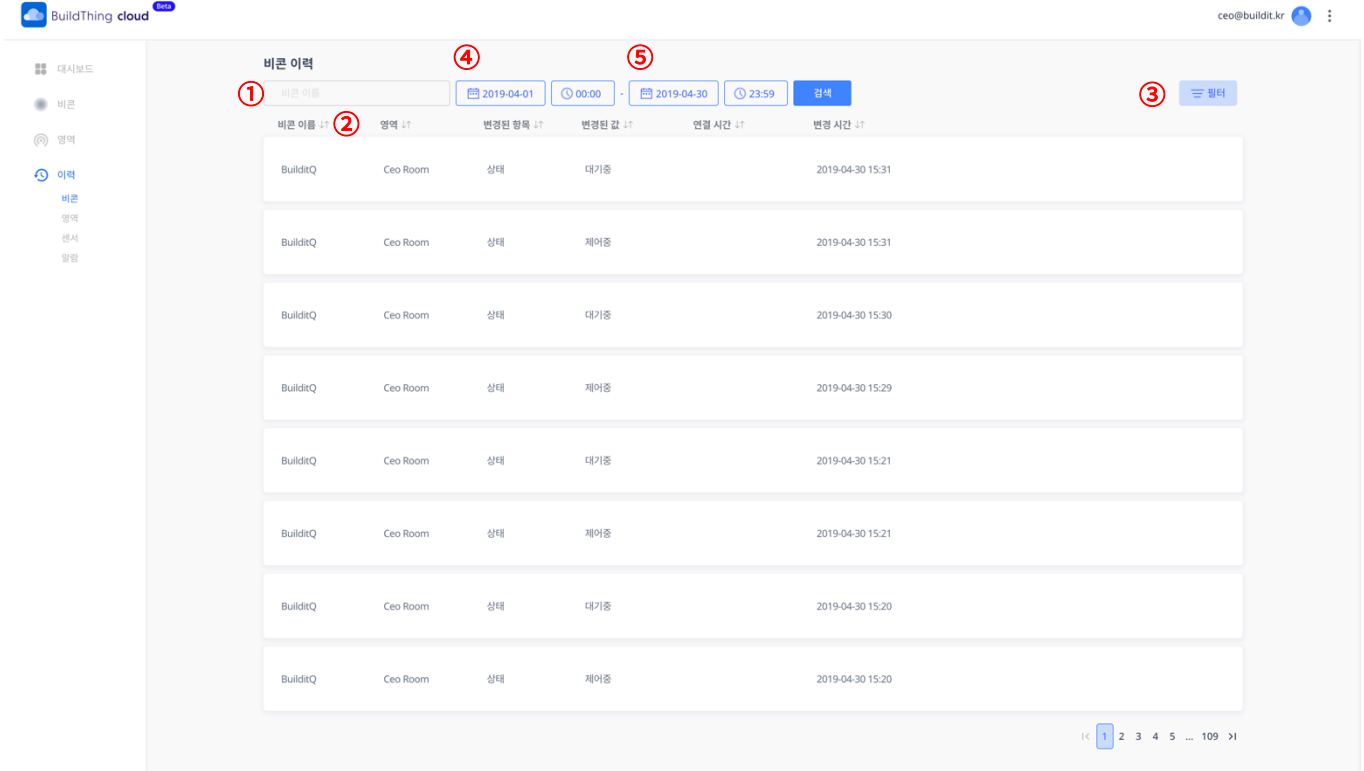 BuildThing cloud Beta
ceo@buildit.kr
대시보드
비콘
영역
이력
비콘
영역
센서
알람
비콘 이력 ④ ⑤
① 비콘 이름 2019-04-01 00:00 - 2019-04-30 23:59 검색 ③ 필터
비콘 이름 ↓↑ ② 영역 ↓↑ 변경된 항목 ↓↑ 변경된 값 ↓↑ 연결 시간 ↓↑ 변경 시간 ↓↑
BuilditQ Ceo Room 상태 대기중 2019-04-30 15:31
BuilditQ Ceo Room 상태 제어중 2019-04-30 15:31
BuilditQ Ceo Room 상태 대기중 2019-04-30 15:30
BuilditQ Ceo Room 상태 제어중 2019-04-30 15:29
BuilditQ Ceo Room 상태 대기중 2019-04-30 15:21
BuilditQ Ceo Room 상태 제어중 2019-04-30 15:21
BuilditQ Ceo Room 상태 대기중 2019-04-30 15:20
BuilditQ Ceo Room 상태 제어중 2019-04-30 15:20
1 2 3 4 5 ... 109